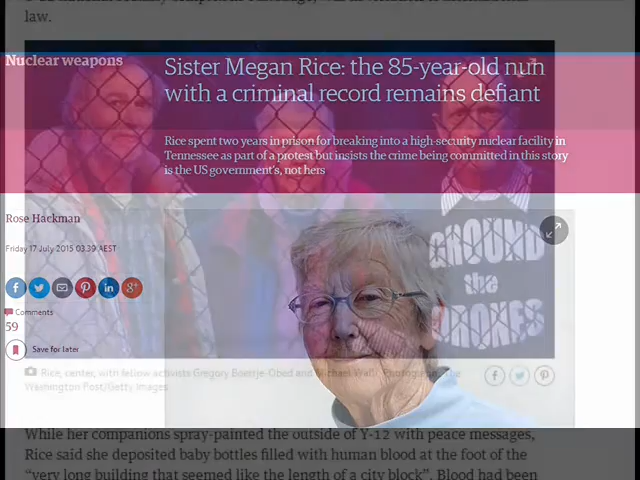 law.
Nuclear weapons
Sister Megan Rice: the 85-year-old nun
with a criminal record remains defiant
Rice spent two years in prison for breaking into a high-security nuclear facility in
Tennessee as part of a protest but insists the crime being committed in this story
is the US government's, not hers
Rose Hackman
Friday 17 July 2015 03.39 AEST
GROUND
the
DRONES
Comments
59
Save for later
Rice, center, with fellow activists Gregory Boertje-Obed and Michael Walli. Photograph: The
Washington Post/Getty Images
While her companions spray-painted the outside of Y-12 with peace messages,
Rice said she deposited baby bottles filled with human blood at the foot of the
“very long building that seemed like the length of a city block”. Blood had been